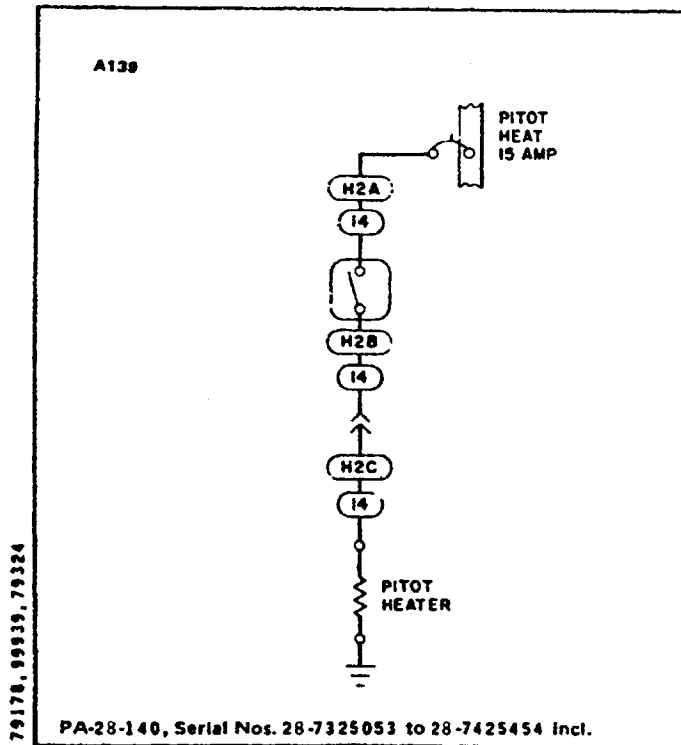 A139
PITOT
HEAT
15 AMP
H2A
14
H2B
14
H2C
14
PITOT
HEATER
79178, 99939, 79324
PA-28-140, Serial Nos. 28-7325053 to 28-7425454 incl.